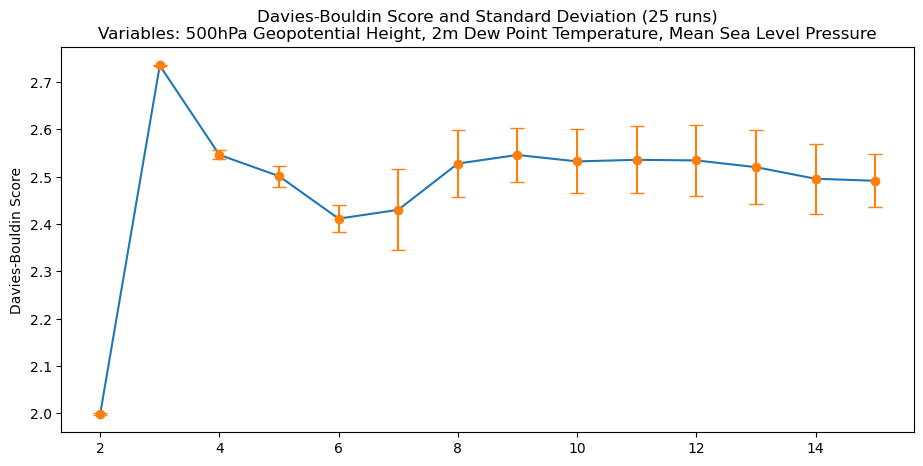 Davies-Bouldin Score and Standard Deviation (25 runs)
Variables: 500hPa Geopotential Height, 2m Dew Point Temperature, Mean Sea Level Pressure
Davies-Bouldin Score
2.7
2.6
2.5
2.4
2.3
2.2
2.1
2.0
2 4 6 8 10 12 14